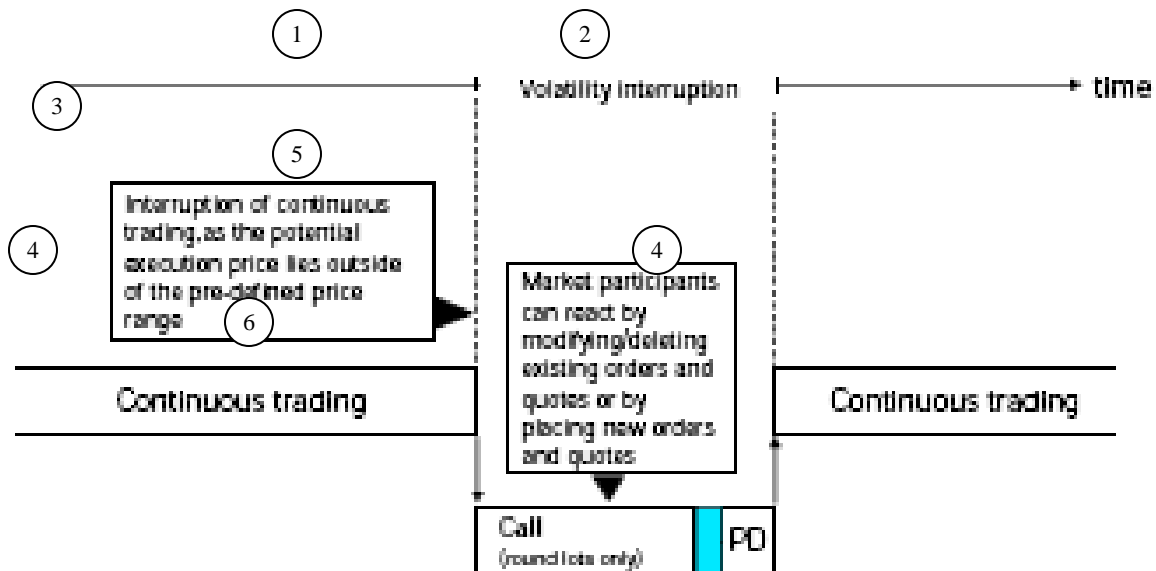 1
2
Volatility interruption
time
3
5
Interruption of continuous
trading,as the potential
execution price lies outside
of the pre-defined price
range
6
4
4
Market participants
can react by
modifying/deleting
existing orders and
quotes or by
placing new orders
and quotes
Continuous trading
Continuous trading
Call
(round lots only)
PD